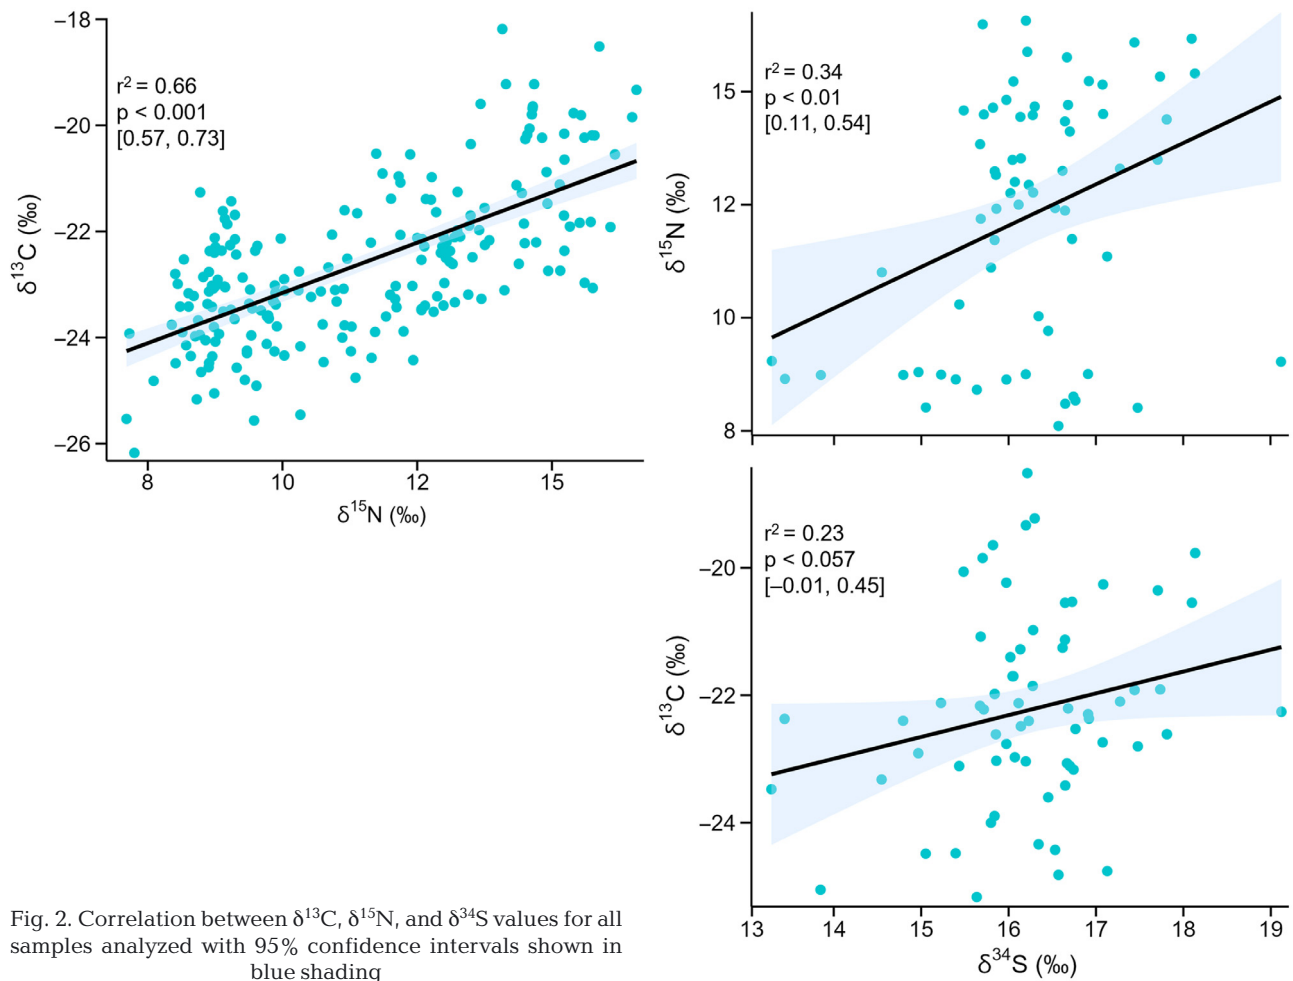 −18
−20
−22
−24
−26
δ¹³C (‰)
r² = 0.66
p < 0.001
[0.57, 0.73]
8
10
12
15
δ¹⁵N (‰)
15
12
10
8
δ¹⁵N (‰)
r² = 0.34
p < 0.01
[0.11, 0.54]
−20
−22
−24
δ¹³C (‰)
r² = 0.23
p < 0.057
[−0.01, 0.45]
13
14
15
16
17
18
19
δ³⁴S (‰)
Fig. 2. Correlation between δ¹³C, δ¹⁵N, and δ³⁴S values for all
samples analyzed with 95% confidence intervals shown in
blue shading